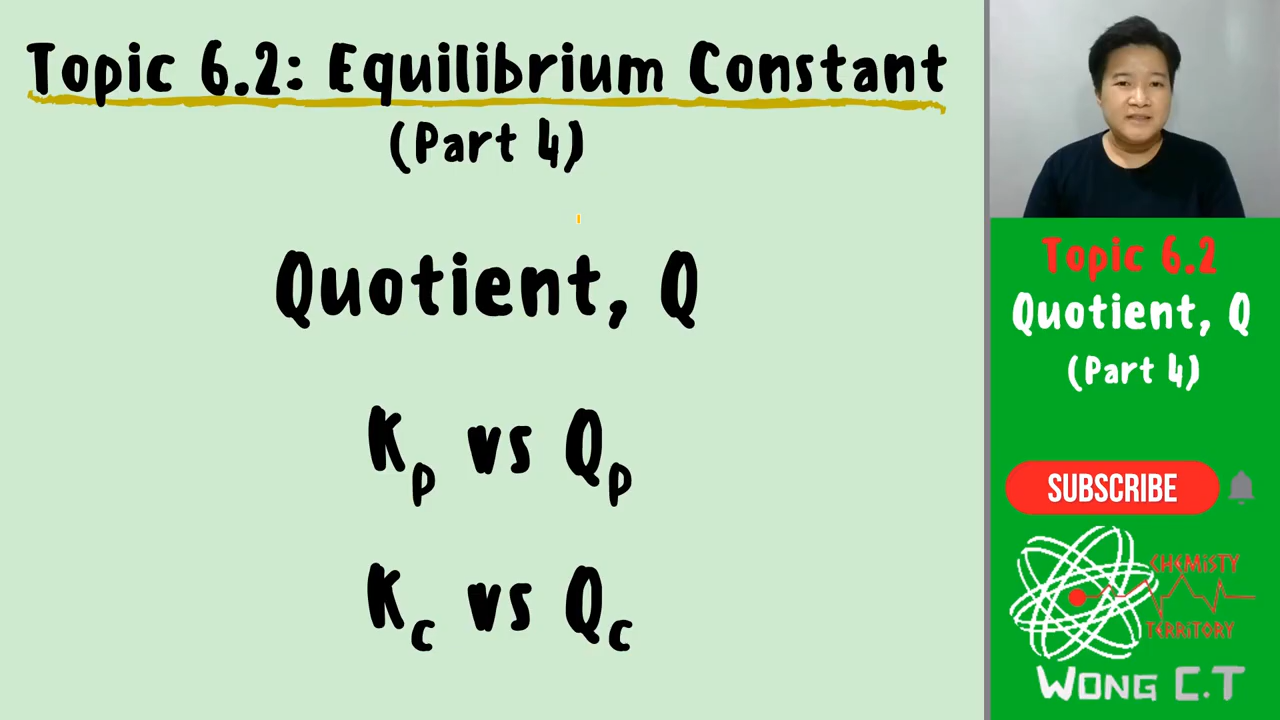 Topic 6.2: Equilibrium Constant
(Part 4)
Quotient, Q
Kp vs Qp
Kc vs Qc
Topic 6.2
Quotient, Q
(Part 4)
SUBSCRIBE
CHEMiSTY
TERRiTORY
WONG C.T